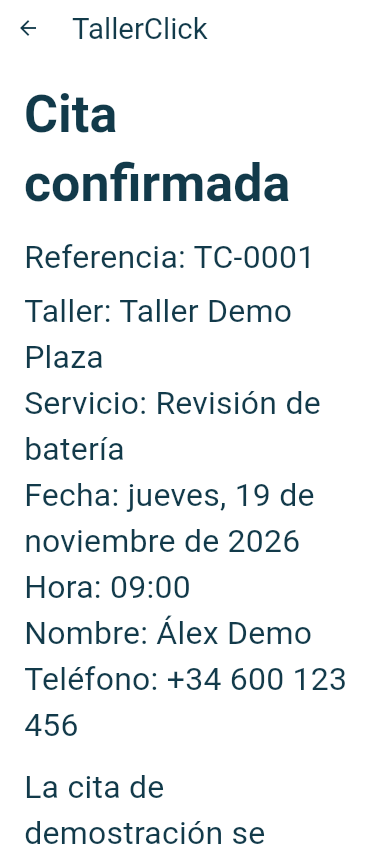 TallerClick
Cita
confirmada
Referencia: TC-0001
Taller: Taller Demo
Plaza
Servicio: Revisión de
batería
Fecha: jueves, 19 de
noviembre de 2026
Hora: 09:00
Nombre: Álex Demo
Teléfono: +34 600 123
456
La cita de
demostración se